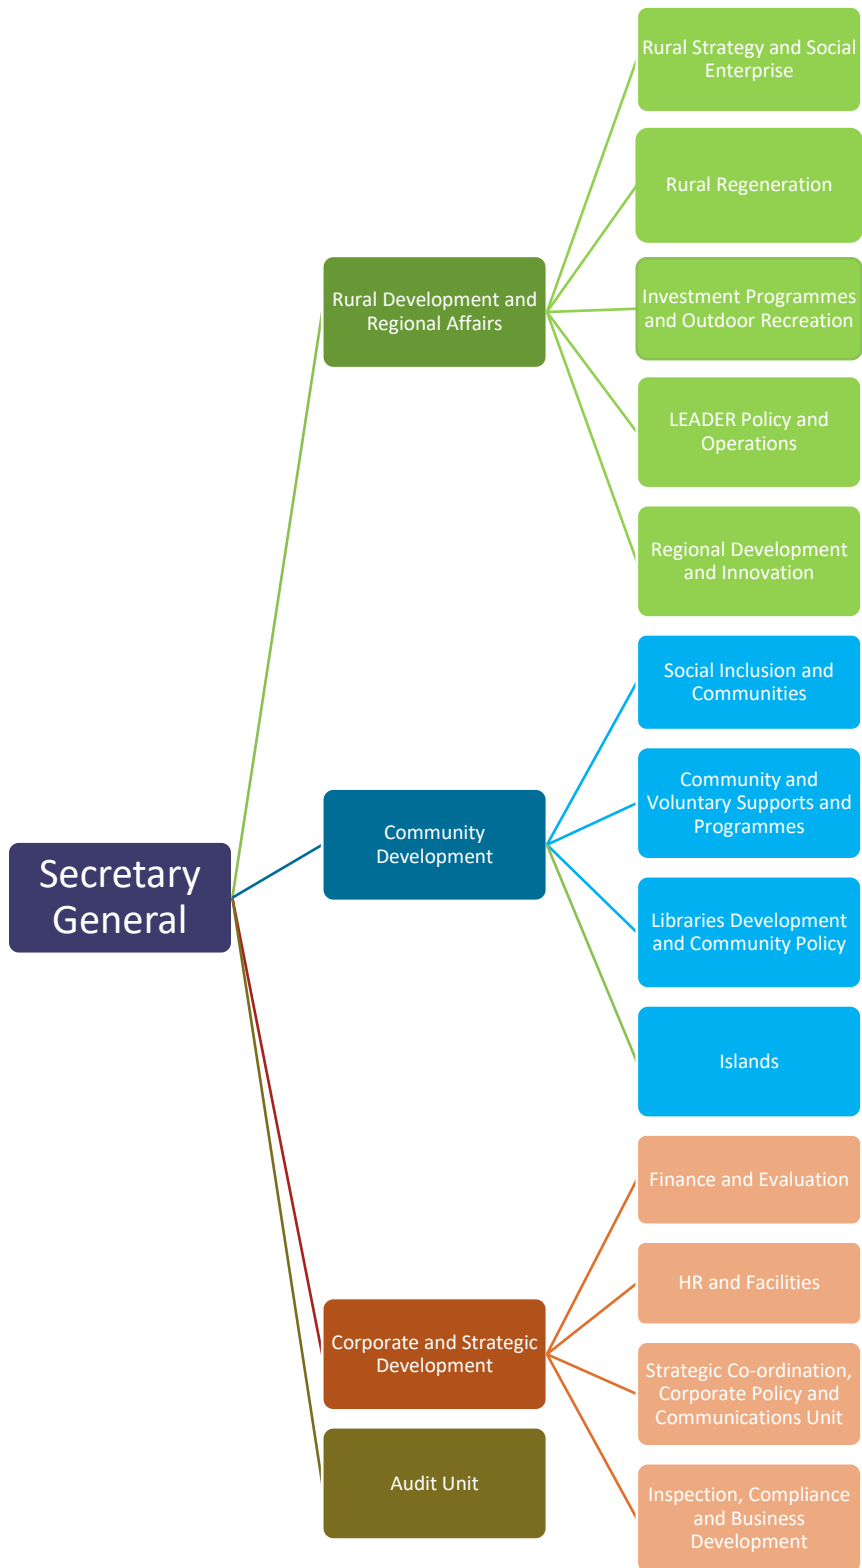 Secretary
General
Rural Development and
Regional Affairs
Rural Strategy and Social
Enterprise
Rural Regeneration
Investment Programmes
and Outdoor Recreation
LEADER Policy and
Operations
Regional Development
and Innovation
Community
Development
Social Inclusion and
Communities
Community and
Voluntary Supports and
Programmes
Libraries Development
and Community Policy
Islands
Corporate and Strategic
Development
Finance and Evaluation
HR and Facilities
Strategic Co-ordination,
Corporate Policy and
Communications Unit
Inspection, Compliance
and Business
Development
Audit Unit